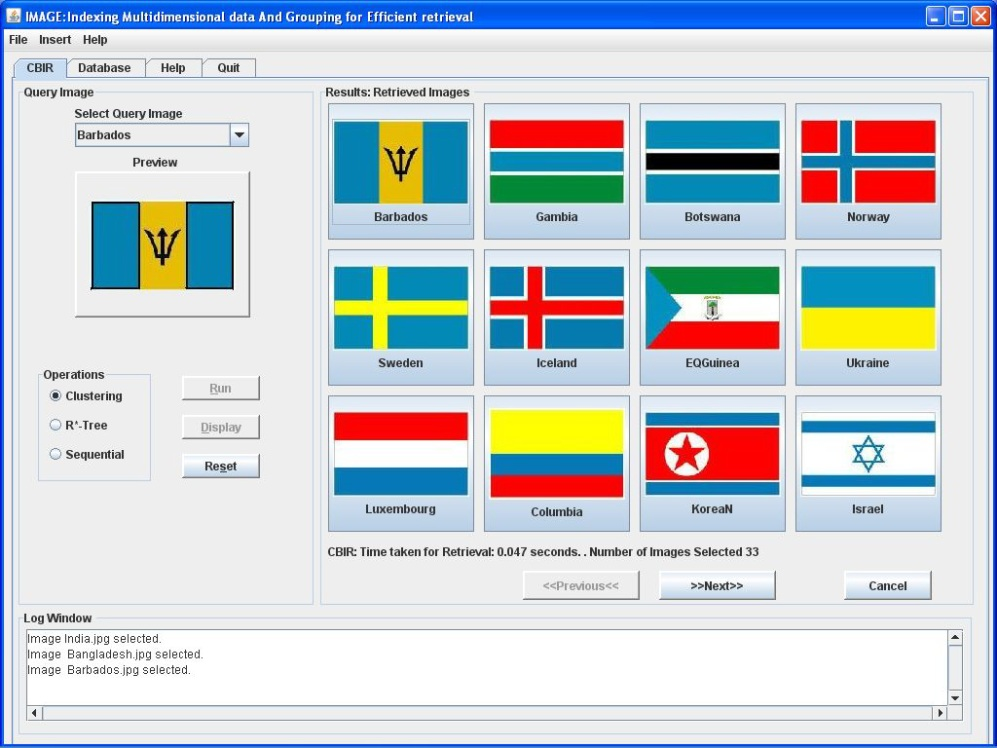 IMAGE:Indexing Multidimensional data And Grouping for Efficient retrieval
File Insert Help
CBIR Database Help Quit
Query Image
Select Query Image
Barbados
Preview
Operations
Clustering
R*-Tree
Sequential
Run
Display
Reset
Results: Retrieved Images
Barbados Gambia Botswana Norway
Sweden Iceland EQGuinea Ukraine
Luxembourg Columbia KoreaN Israel
CBIR: Time taken for Retrieval: 0.047 seconds. . Number of Images Selected 33
<<Previous<< >>Next>> Cancel
Log Window
Image India.jpg selected.
Image Bangladesh.jpg selected.
Image Barbados.jpg selected.